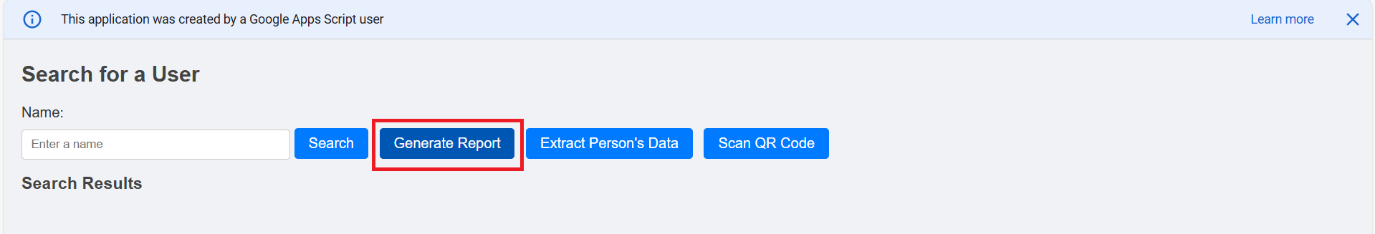 This application was created by a Google Apps Script user Learn more
Search for a User
Name:
Enter a name Search Generate Report Extract Person's Data Scan QR Code
Search Results